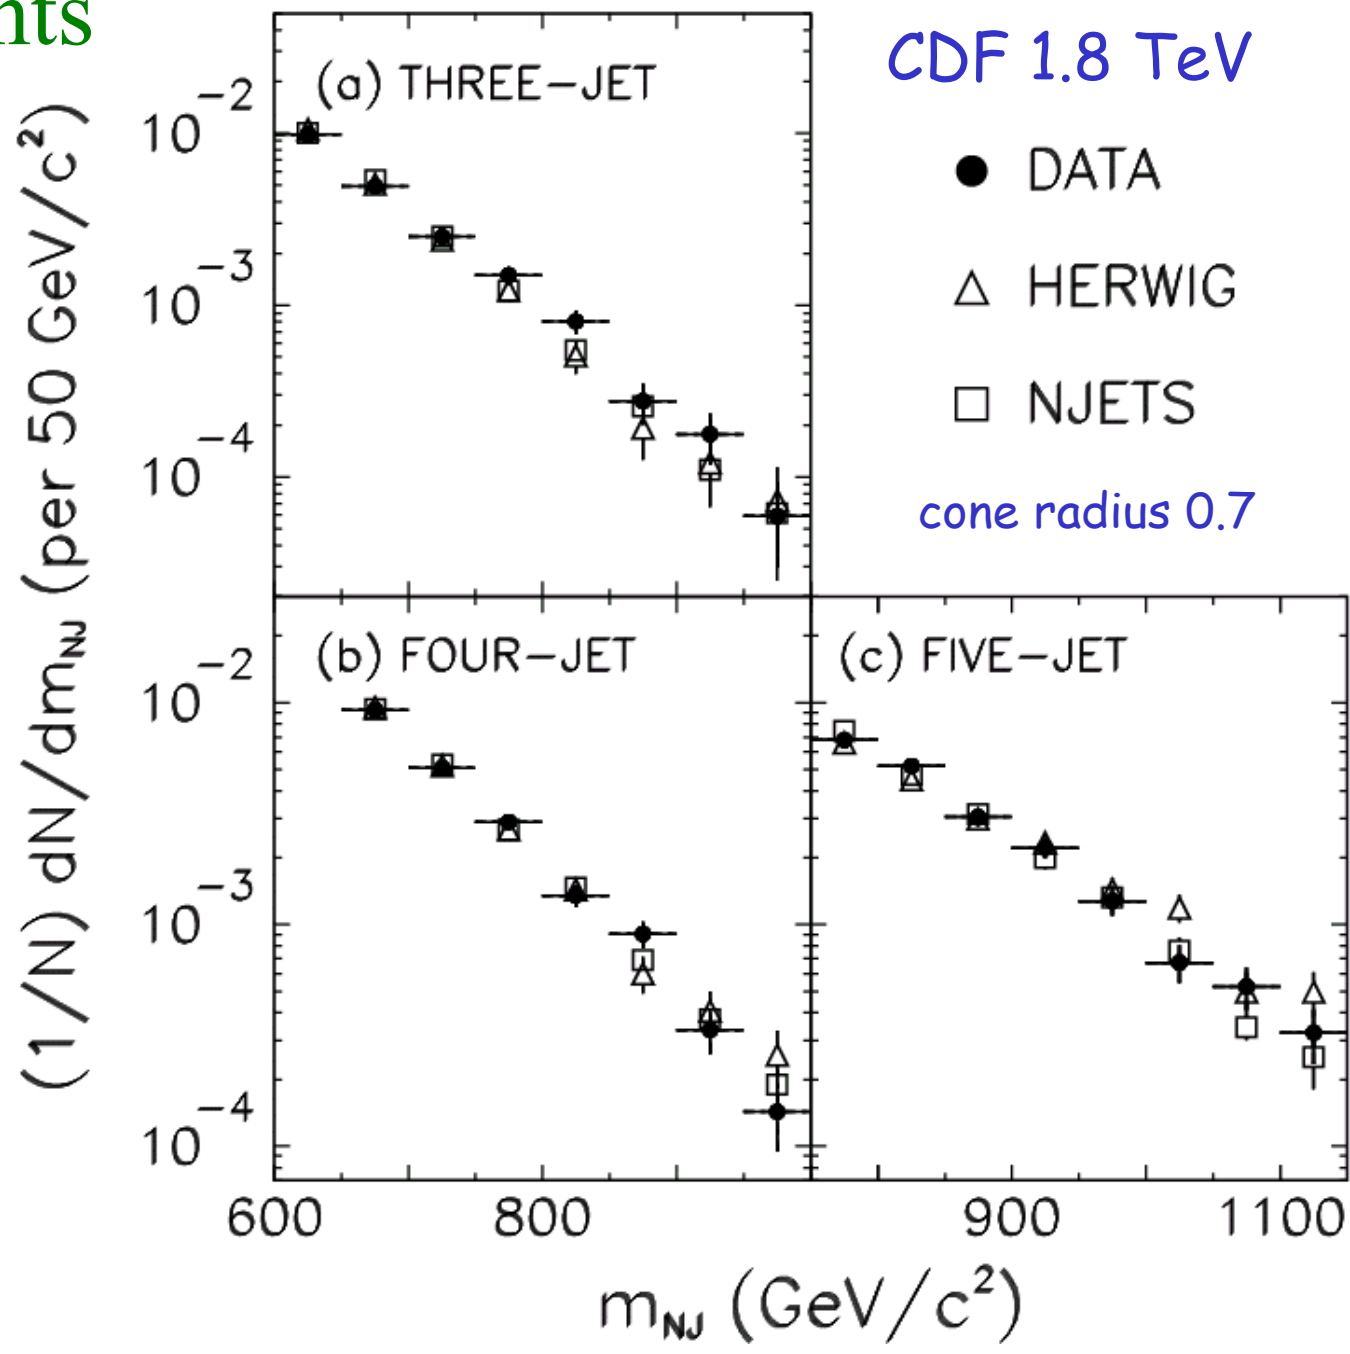 nts
CDF 1.8 TeV
(a) THREE-JET
DATA
HERWIG
NJETS
cone radius 0.7
10⁻²
10⁻³
10⁻⁴
(1/N) dN/dm_NJ (per 50 GeV/c²)
(b) FOUR-JET
(c) FIVE-JET
10⁻²
10⁻³
10⁻⁴
600 800 900 1100
m_NJ (GeV/c²)